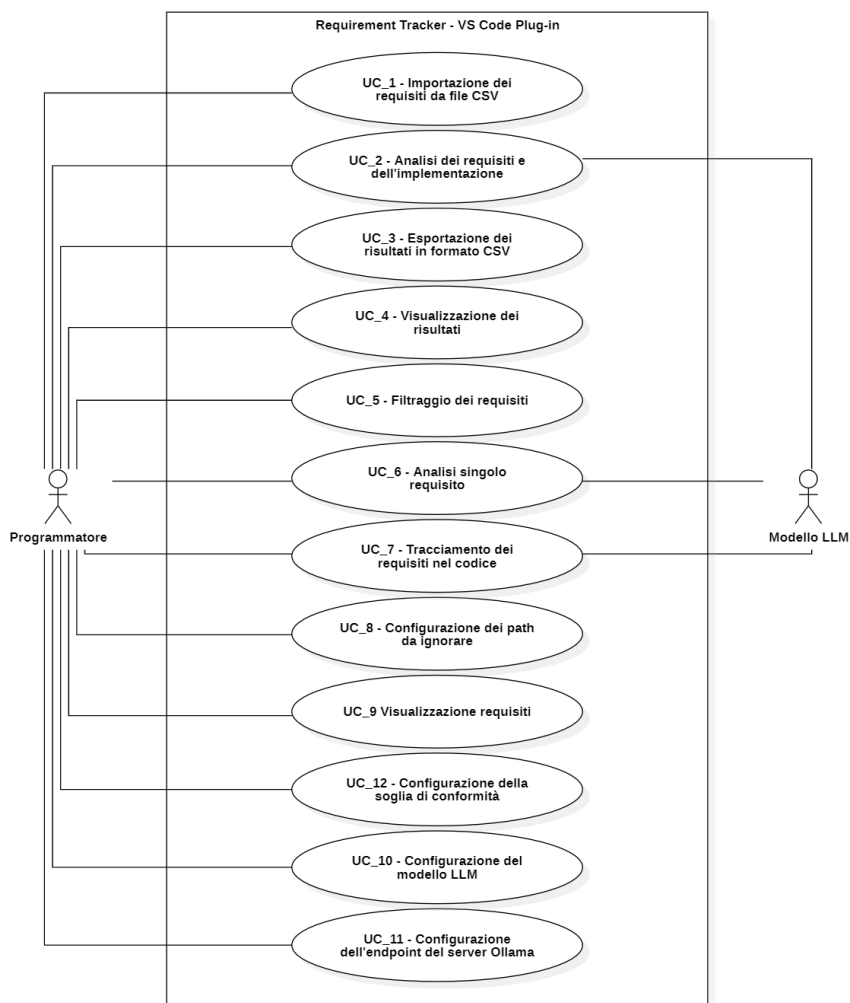 Requirement Tracker - VS Code Plug-in
UC_1 - Importazione dei
requisiti da file CSV
UC_2 - Analisi dei requisiti e
dell'implementazione
UC_3 - Esportazione dei
risultati in formato CSV
UC_4 - Visualizzazione dei
risultati
UC_5 - Filtraggio dei requisiti
UC_6 - Analisi singolo
requisito
Programmatore
Modello LLM
UC_7 - Tracciamento dei
requisiti nel codice
UC_8 - Configurazione dei path
da ignorare
UC_9 Visualizzazione requisiti
UC_12 - Configurazione della
soglia di conformità
UC_10 - Configurazione del
modello LLM
UC_11 - Configurazione
dell'endpoint del server Ollama